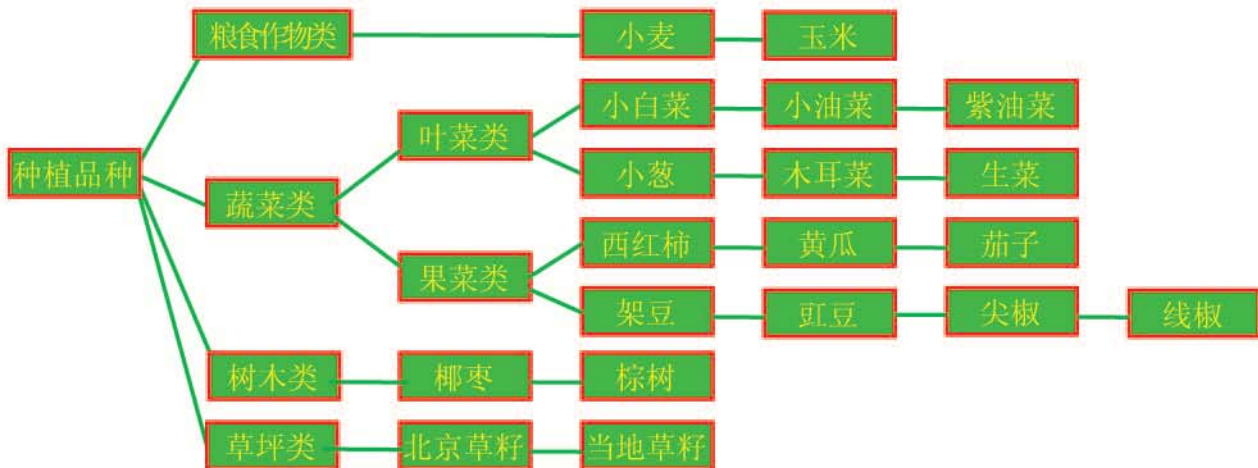 粮食作物类 小麦 玉米
小白菜 小油菜 紫油菜
叶菜类
种植品种 小葱 木耳菜 生菜
蔬菜类
西红柿 黄瓜 茄子
果菜类
架豆 豇豆 尖椒 线椒
树木类 椰枣 棕树
草坪类 北京草籽 当地草籽